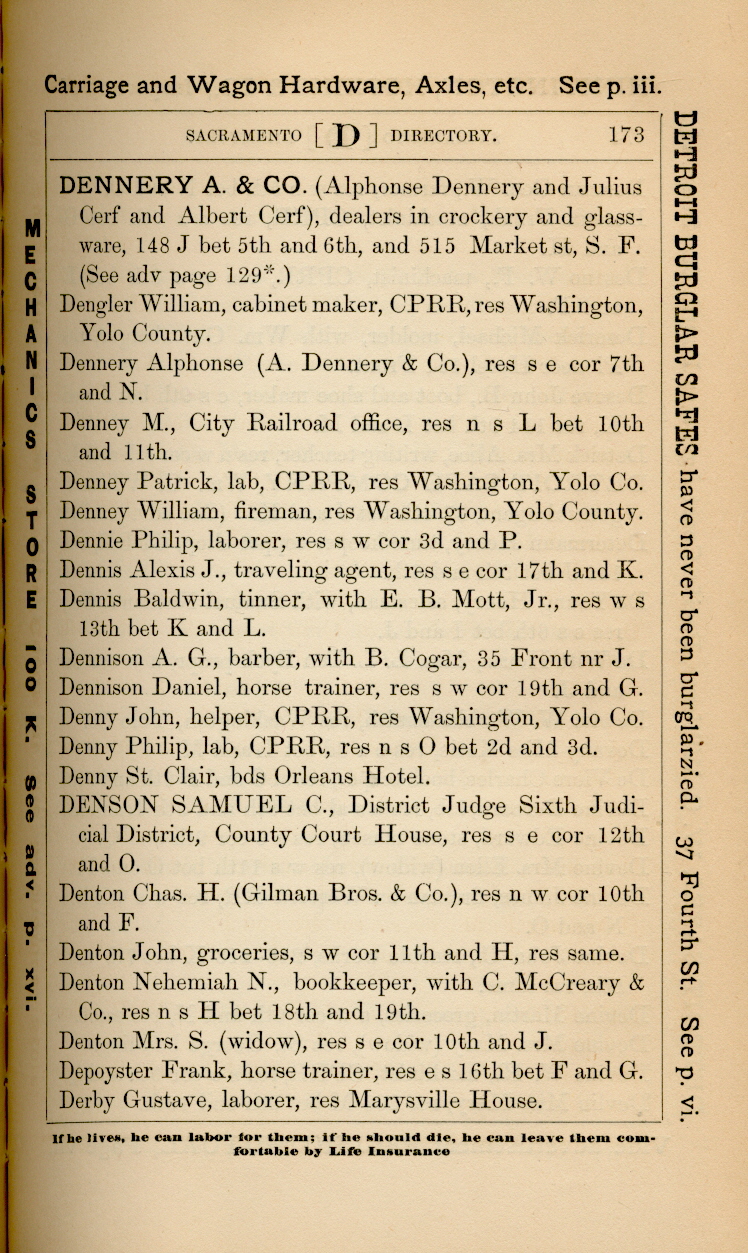 Carriage and Wagon Hardware, Axles, etc. See p. iii.
SACRAMENTO [ D ] DIRECTORY. 173
DENNERY A. & CO. (Alphonse Dennery and Julius
Cerf and Albert Cerf), dealers in crockery and glass-
ware, 148 J bet 5th and 6th, and 515 Market st, S. F.
(See adv page 129*.)
Dengler William, cabinet maker, CPRR, res Washington,
Yolo County.
Dennery Alphonse (A. Dennery & Co.), res s e cor 7th
and N.
Denney M., City Railroad office, res n s L bet 10th
and 11th.
Denney Patrick, lab, CPRR, res Washington, Yolo Co.
Denney William, fireman, res Washington, Yolo County.
Dennie Philip, laborer, res s w cor 3d and P.
Dennis Alexis J., traveling agent, res s e cor 17th and K.
Dennis Baldwin, tinner, with E. B. Mott, Jr., res w s
13th bet K and L.
Dennison A. G., barber, with B. Cogar, 35 Front nr J.
Dennison Daniel, horse trainer, res s w cor 19th and G.
Denny John, helper, CPRR, res Washington, Yolo Co.
Denny Philip, lab, CPRR, res n s O bet 2d and 3d.
Denny St. Clair, bds Orleans Hotel.
DENSON SAMUEL C., District Judge Sixth Judi-
cial District, County Court House, res s e cor 12th
and O.
Denton Chas. H. (Gilman Bros. & Co.), res n w cor 10th
and F.
Denton John, groceries, s w cor 11th and H, res same.
Denton Nehemiah N., bookkeeper, with C. McCreary &
Co., res n s H bet 18th and 19th.
Denton Mrs. S. (widow), res s e cor 10th and J.
Depoyster Frank, horse trainer, res e s 16th bet F and G.
Derby Gustave, laborer, res Marysville House.
If he lives, he can labor for them; if he should die, he can leave them com-
fortable by Life Insurance
MECHANICS STORE 100 K. See adv. p. xvi.
DETROIT BURGLAR SAFES have never been burglarzied. 37 Fourth St. See p. vi.